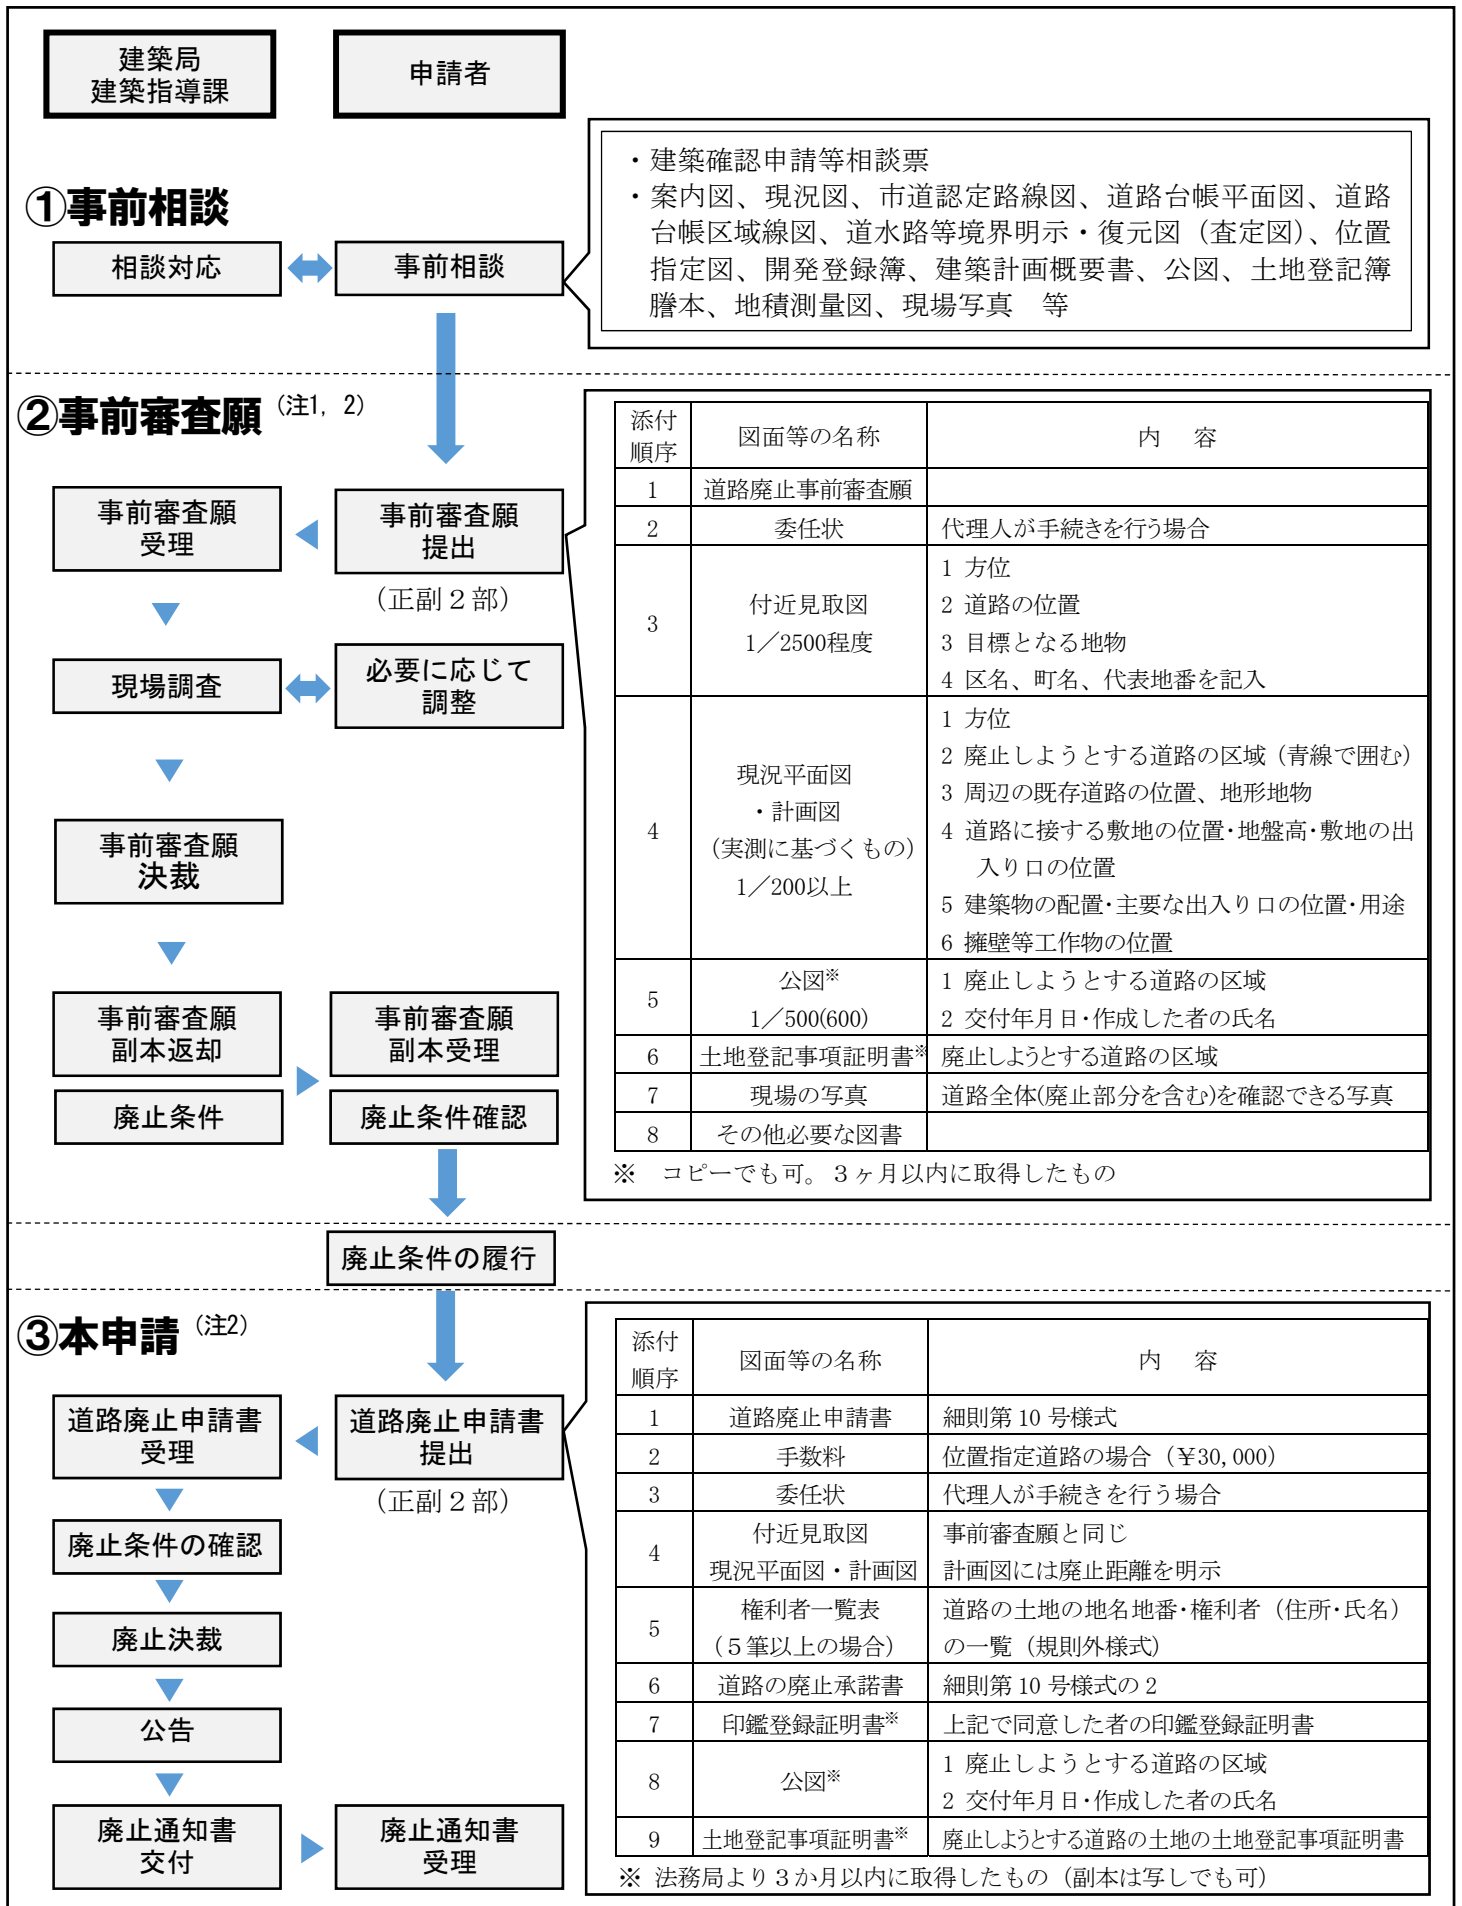 建築局
建築指導課
申請者
・建築確認申請等相談票
・案内図、現況図、市道認定路線図、道路台帳平面図、道路
台帳区域線図、道水路等境界明示・復元図（査定図）、位置
指定図、開発登録簿、建築計画概要書、公図、土地登記簿
謄本、地積測量図、現場写真　等
①事前相談
相談対応
事前相談
②事前審査願（注1, 2）
事前審査願
受理
事前審査願
提出
（正副２部）
現場調査
必要に応じて
調整
事前審査願
決裁
事前審査願
副本返却
事前審査願
副本受理
廃止条件
廃止条件確認
添付
順序
図面等の名称
内　容
1
道路廃止事前審査願
2
委任状
代理人が手続きを行う場合
3
付近見取図
1／2500程度
1 方位
2 道路の位置
3 目標となる地物
4 区名、町名、代表地番を記入
4
現況平面図
・計画図
（実測に基づくもの）
1／200以上
1 方位
2 廃止しようとする道路の区域（青線で囲む）
3 周辺の既存道路の位置、地形地物
4 道路に接する敷地の位置･地盤高･敷地の出
入り口の位置
5 建築物の配置･主要な出入り口の位置･用途
6 擁壁等工作物の位置
5
公図※
1／500(600)
1 廃止しようとする道路の区域
2 交付年月日･作成した者の氏名
6
土地登記事項証明書※
廃止しようとする道路の区域
7
現場の写真
道路全体(廃止部分を含む)を確認できる写真
8
その他必要な図書
※　コピーでも可。３ヶ月以内に取得したもの
廃止条件の履行
③本申請（注2）
道路廃止申請書
受理
道路廃止申請書
提出
（正副２部）
廃止条件の確認
廃止決裁
公告
廃止通知書
交付
廃止通知書
受理
添付
順序
図面等の名称
内　容
1
道路廃止申請書
細則第 10 号様式
2
手数料
位置指定道路の場合（￥30,000）
3
委任状
代理人が手続きを行う場合
4
付近見取図
現況平面図・計画図
事前審査願と同じ
計画図には廃止距離を明示
5
権利者一覧表
（５筆以上の場合）
道路の土地の地名地番･権利者（住所･氏名）
の一覧（規則外様式）
6
道路の廃止承諾書
細則第 10 号様式の 2
7
印鑑登録証明書※
上記で同意した者の印鑑登録証明書
8
公図※
1 廃止しようとする道路の区域
2 交付年月日･作成した者の氏名
9
土地登記事項証明書※
廃止しようとする道路の土地の土地登記事項証明書
※ 法務局より３か月以内に取得したもの（副本は写しでも可）